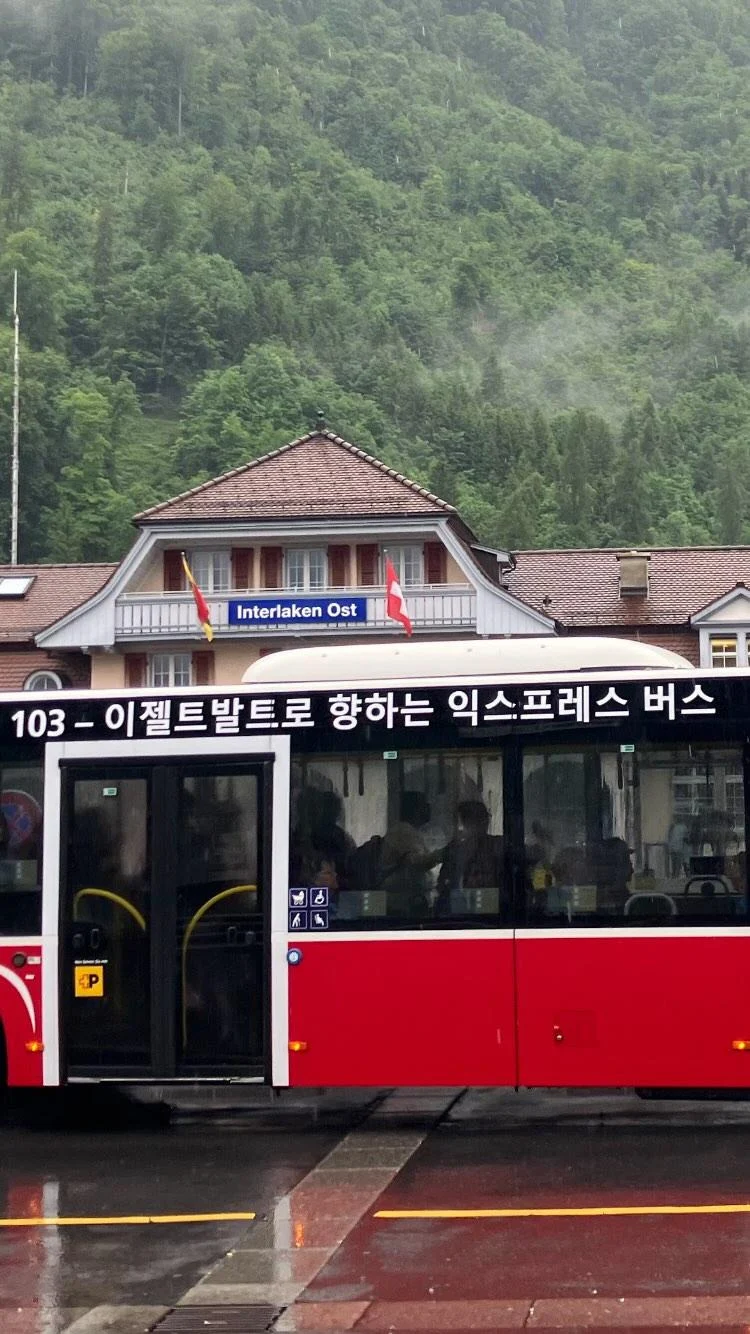 Interlaken Ost
103 – 이젤트발트로 향하는 익스프레스 버스
P